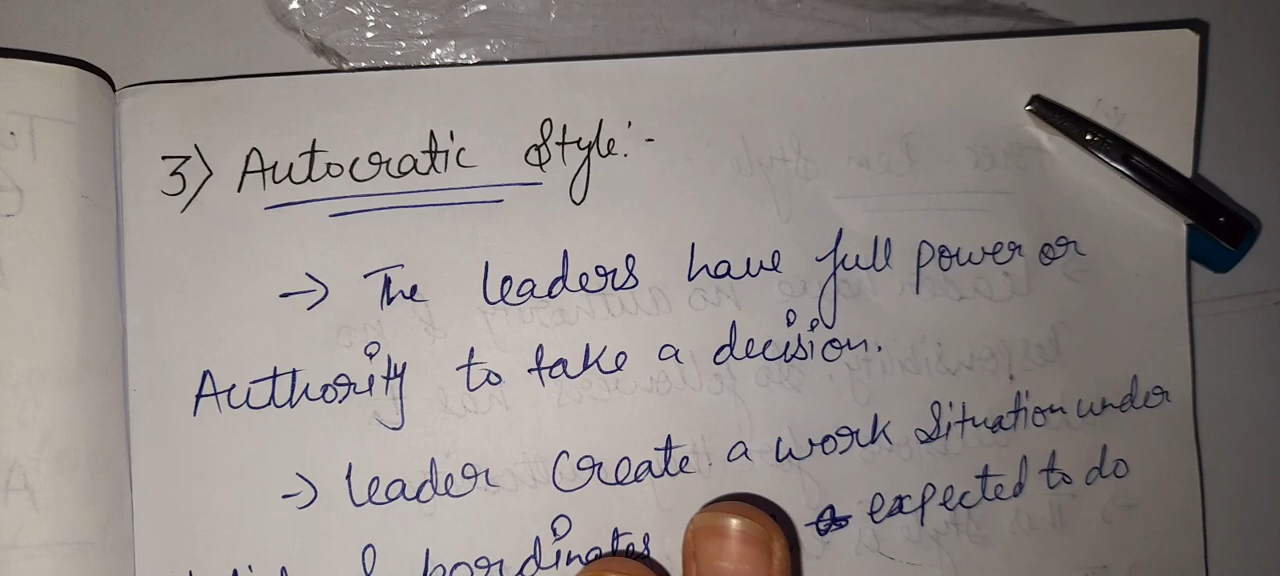 3) Autocratic Style:-
→ The leaders have full power or
Authority to take a decision.
→ leader Create a work Situation under
expected to do